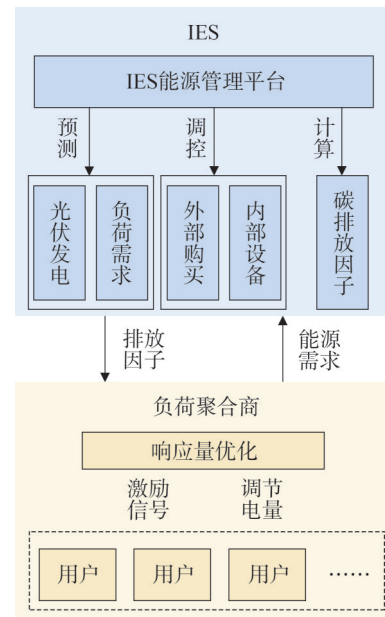 IES
IES能源管理平台
预测
调控
计算
光伏发电
负荷需求
外部购买
内部设备
碳排放因子
排放
因子
能源
需求
负荷聚合商
响应量优化
激励
信号
调节
电量
用户
用户
用户
……